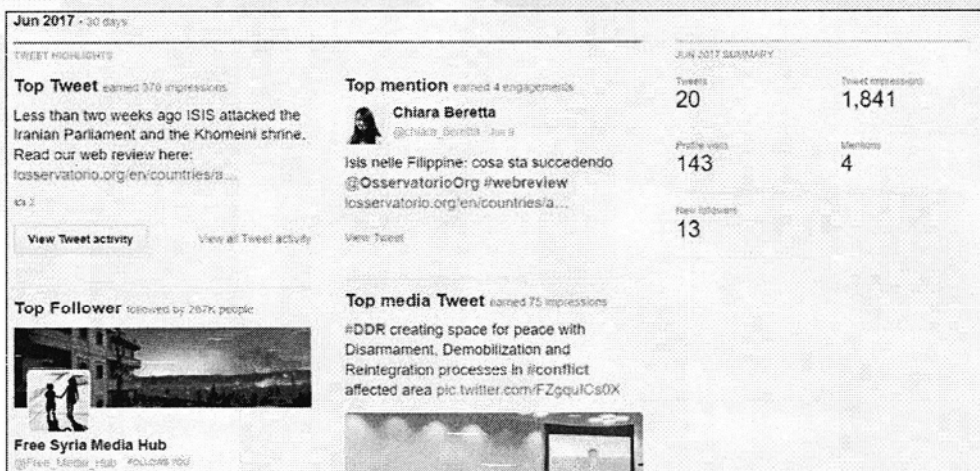 Jun 2017 • 30 days
TWEET HIGHLIGHTS
Top Tweet earned 379 impressions
Less than two weeks ago ISIS attacked the
Iranian Parliament and the Khomeini shrine.
Read our web review here:
losservatorio.org/en/countries/a…
2
View Tweet activity
View all Tweet activity
Top Follower followed by 267K people
Free Syria Media Hub
@Free_Media_Hub FOLLOWS YOU
Top mention earned 4 engagements
Chiara Beretta
@chiara_beretta · Jun 9
Isis nelle Filippine: cosa sta succedendo
@OsservatorioOrg #webreview
losservatorio.org/en/countries/a…
View Tweet
Top media Tweet earned 75 impressions
#DDR creating space for peace with
Disarmament, Demobilization and
Reintegration processes in #conflict
affected area pic.twitter.com/FZgquICs0X
JUN 2017 SUMMARY
Tweets
20
Tweet impressions
1,841
Profile visits
143
Mentions
4
New followers
13